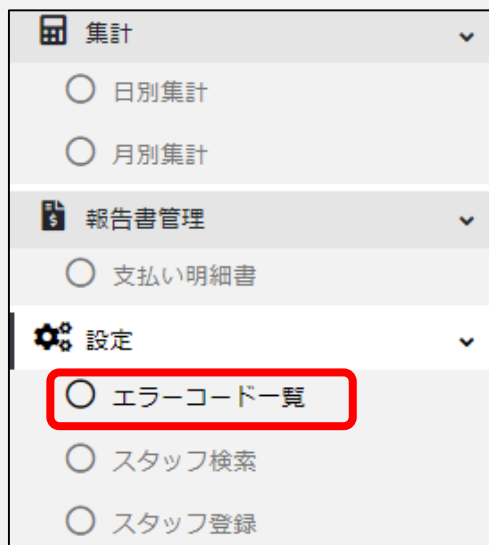 集計
日別集計
月別集計
報告書管理
支払い明細書
設定
エラーコード一覧
スタッフ検索
スタッフ登録